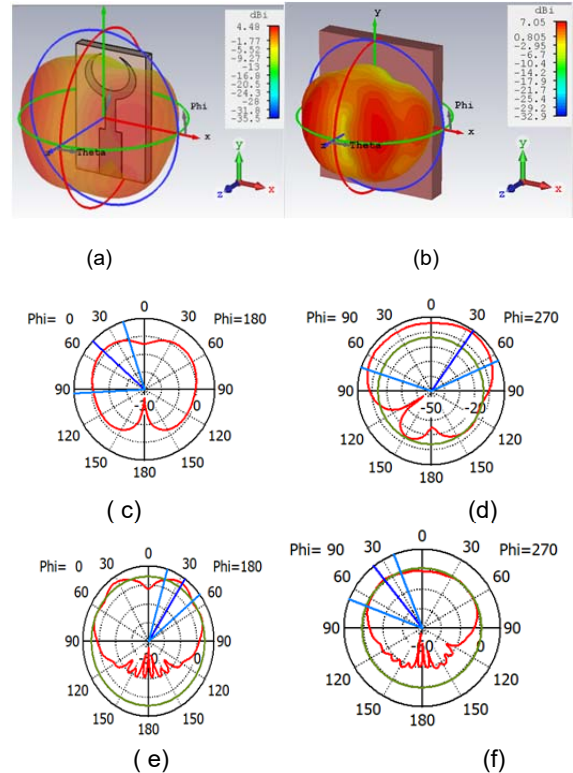 dBi
4.48
-1.77
-5.52
-9.27
-13
-16.8
-20.5
-24.3
-28
-31.8
-35.5
Phi
x
Theta
y
z
x
(a)
dBi
7.05
0.805
-2.95
-6.7
-10.4
-14.2
-17.9
-21.7
-25.4
-29.2
-32.9
y
Phi
x
Theta
y
z
x
(b)
Phi= 0 30 0 30 Phi=180
60 60
90 90
0
120 120
150 180 150
( c)
Phi= 90 30 0 30 Phi=270
60 60
90 -50 -20 90
120 120
150 180 150
(d)
Phi= 0 30 0 30 Phi=180
60 60
90 0 90
120 120
150 180 150
( e)
Phi= 90 30 0 30 Phi=270
60 60
90 0 90
120 120
150 180 150
(f)